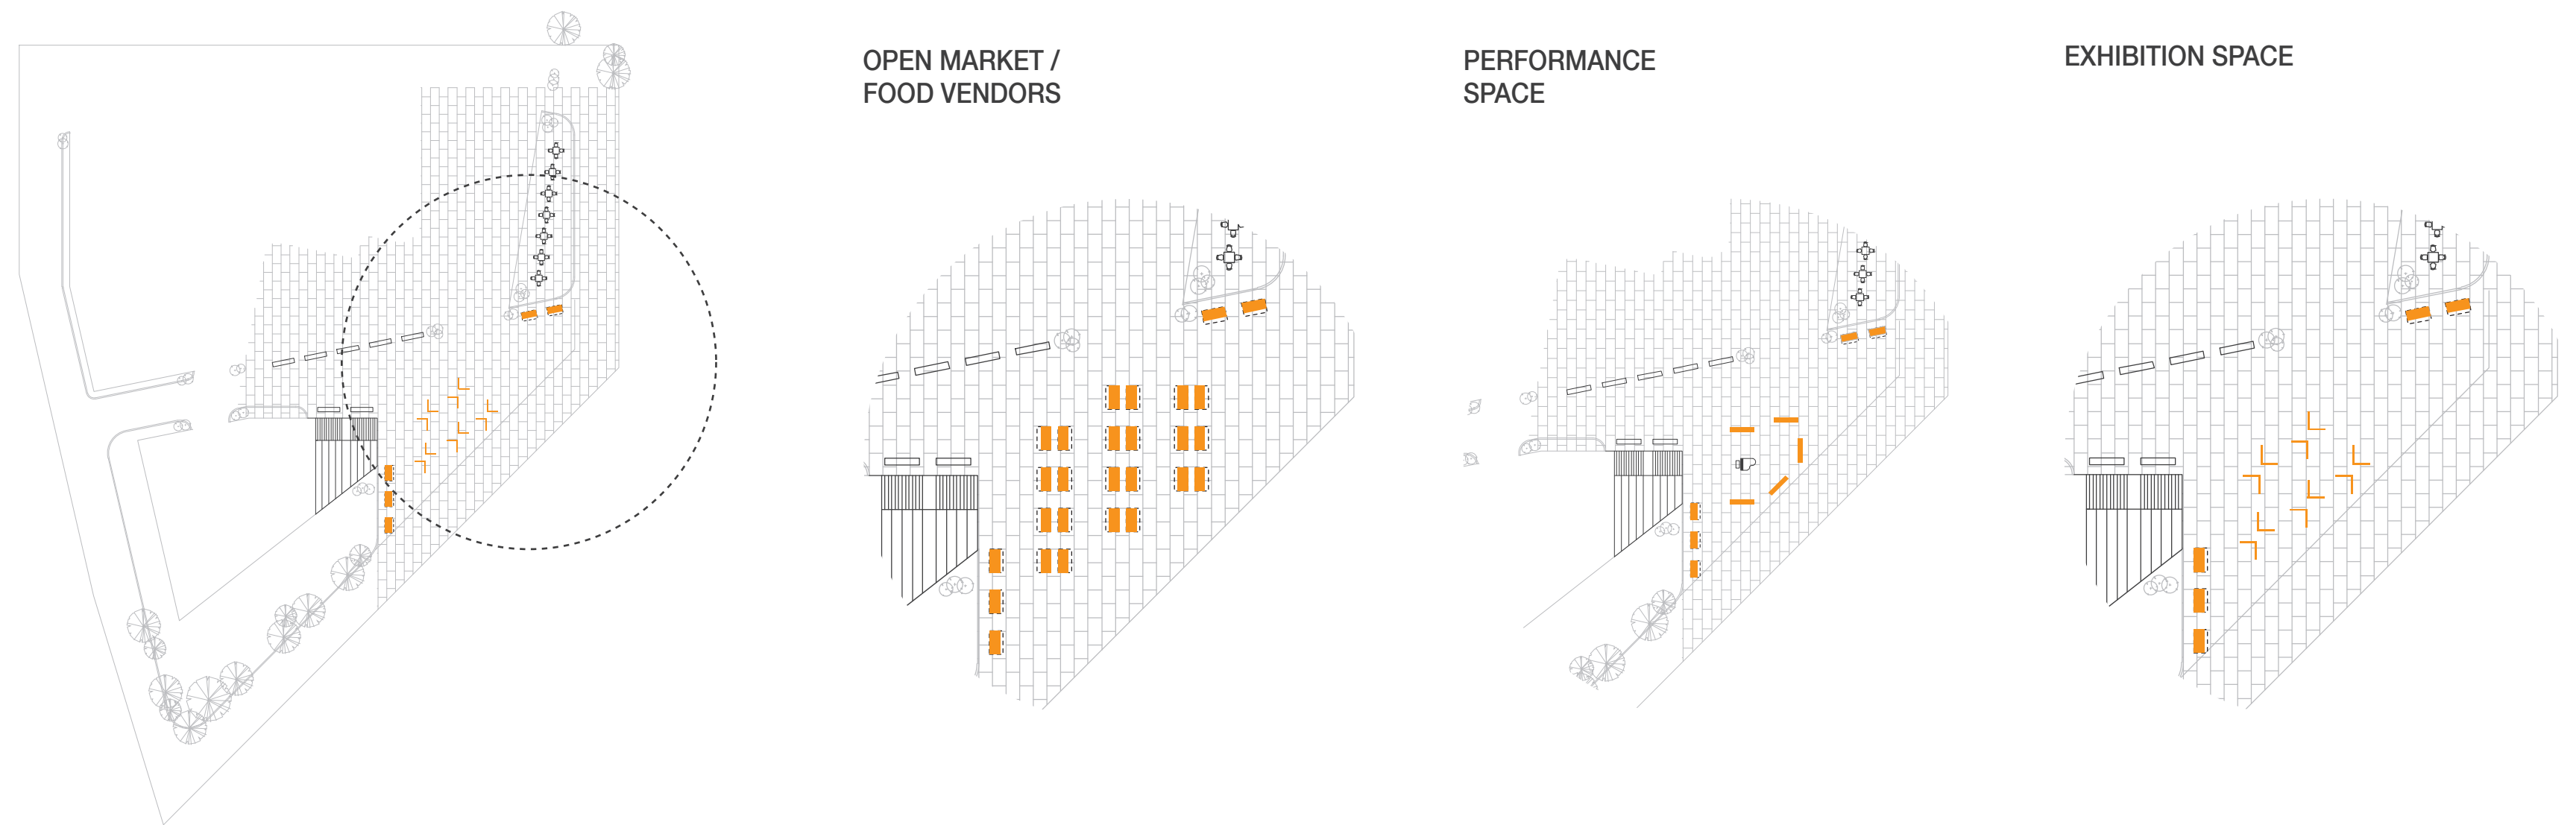 OPEN MARKET /
FOOD VENDORS
PERFORMANCE
SPACE
EXHIBITION SPACE